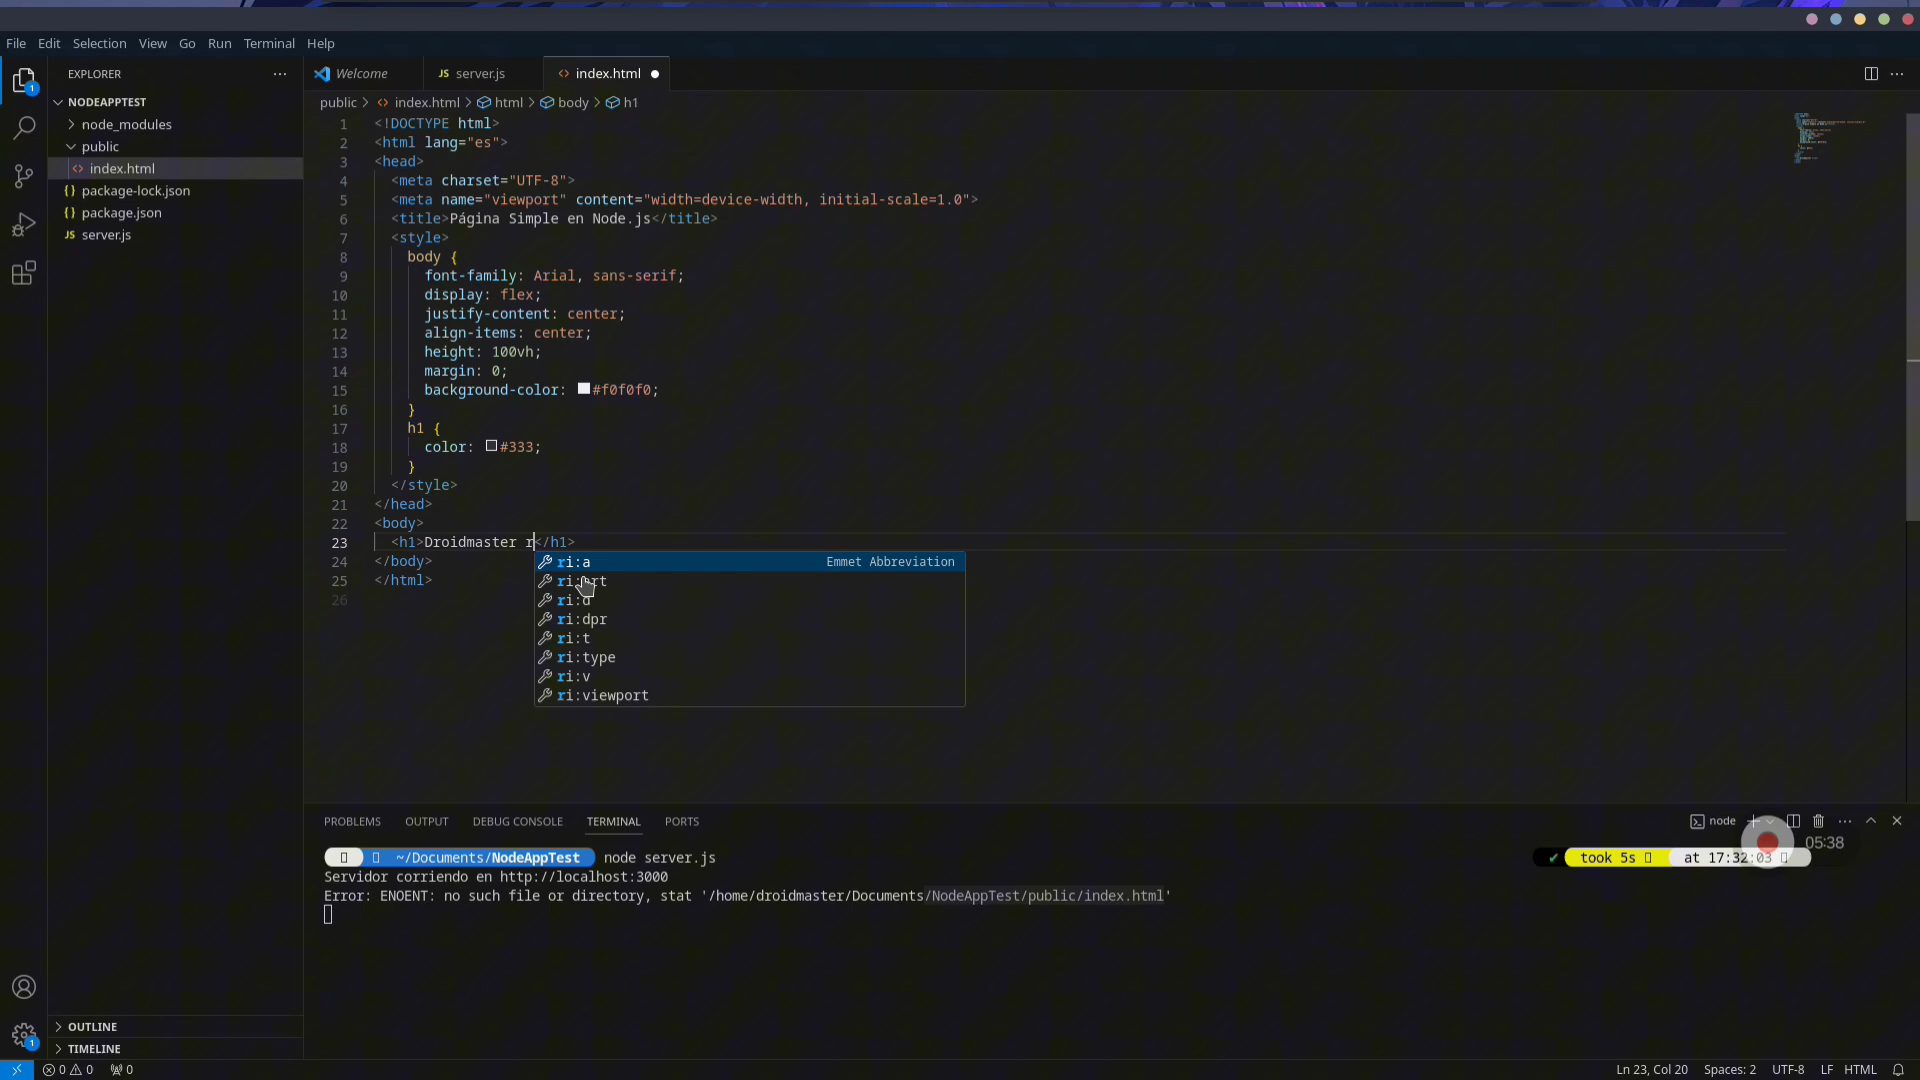 File Edit Selection View Go Run Terminal Help
EXPLORER
Welcome
JS server.js
index.html
NODEAPPTEST
public > index.html > html > body > h1
node_modules
public
index.html
{} package-lock.json
{} package.json
JS server.js
1 <!DOCTYPE html>
2 <html lang="es">
3 <head>
4 <meta charset="UTF-8">
5 <meta name="viewport" content="width=device-width, initial-scale=1.0">
6 <title>Página Simple en Node.js</title>
7 <style>
8 body {
9 font-family: Arial, sans-serif;
10 display: flex;
11 justify-content: center;
12 align-items: center;
13 height: 100vh;
14 margin: 0;
15 background-color: #f0f0f0;
16 }
17 h1 {
18 color: #333;
19 }
20 </style>
21 </head>
22 <body>
23 <h1>Droidmaster r</h1>
24 </body>
25 </html>
26
ri:a Emmet Abbreviation
ri:d
ri:dpr
ri:t
ri:type
ri:v
ri:viewport
PROBLEMS OUTPUT DEBUG CONSOLE TERMINAL PORTS
node
05:38
~/Documents/NodeAppTest node server.js
✔ took 5s at 17:32:03
Servidor corriendo en http://localhost:3000
Error: ENOENT: no such file or directory, stat '/home/droidmaster/Documents/NodeAppTest/public/index.html'
1
1
OUTLINE
TIMELINE
0 0 0
Ln 23, Col 20 Spaces: 2 UTF-8 LF HTML